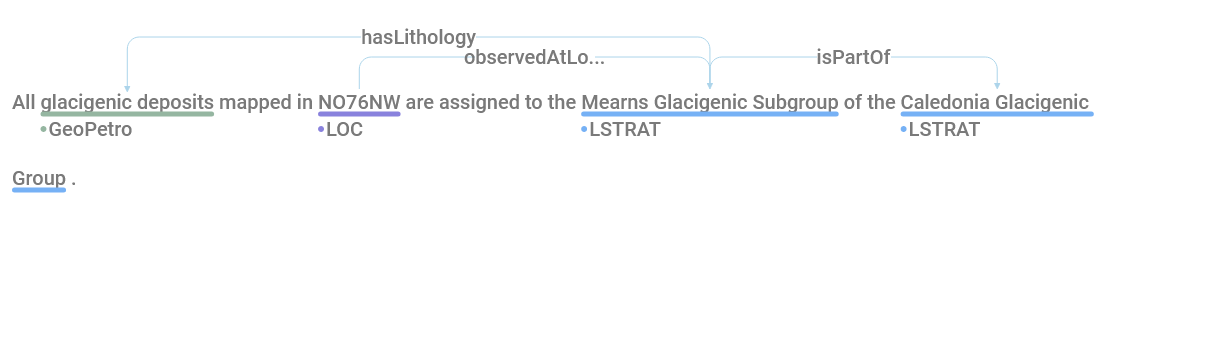 hasLithology
observedAtLo... isPartOf
All glacigenic deposits mapped in NO76NW are assigned to the Mearns Glacigenic Subgroup of the Caledonia Glacigenic
•GeoPetro •LOC •LSTRAT •LSTRAT
Group .